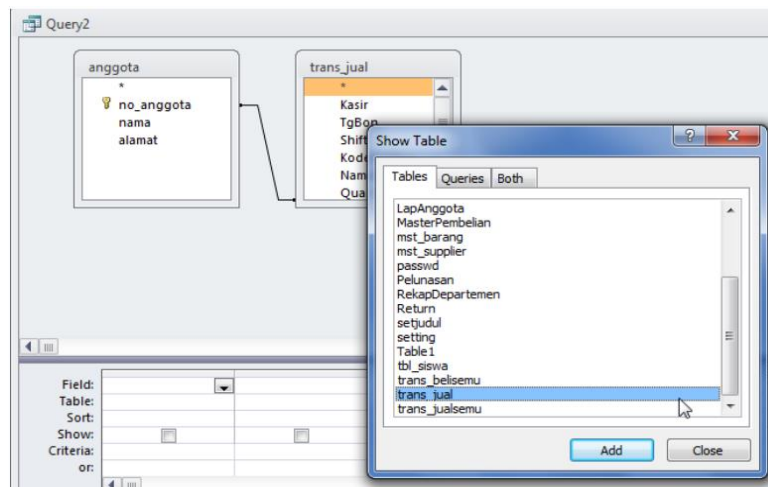 Query2
anggota
*
no_anggota
nama
alamat
trans_jual
*
Kasir
TgBon
Shift
Kode
Nam
Qua
Show Table
Tables
Queries
Both
LapAnggota
MasterPembelian
mst_barang
mst_supplier
passwd
Pelunasan
RekapDepartemen
Return
setjudul
setting
Table1
tbl_siswa
trans_belisemu
trans_jual
trans_jualsemu
Add
Close
Field:
Table:
Sort:
Show:
Criteria:
or: